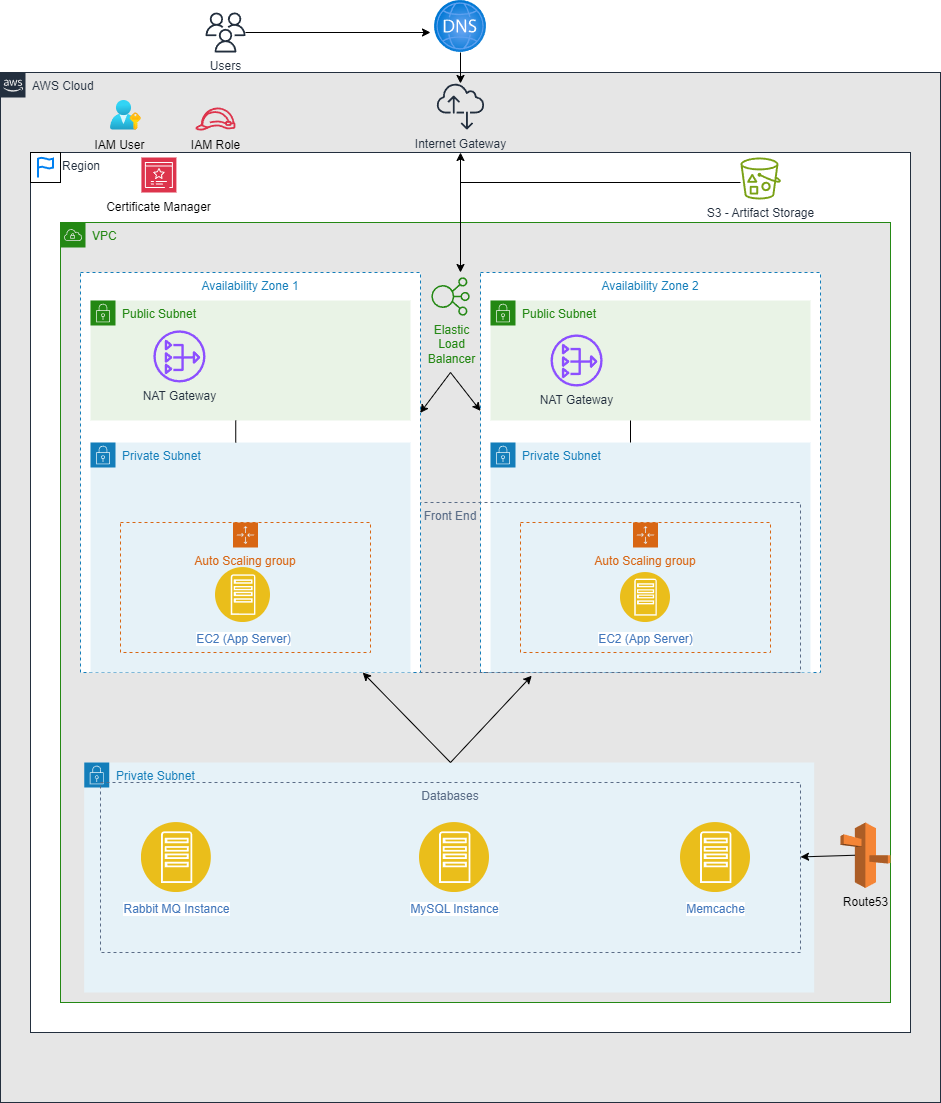 DNS
Users
aws
AWS Cloud
IAM User
IAM Role
Internet Gateway
Region
Certificate Manager
S3 - Artifact Storage
VPC
Availability Zone 1
Availability Zone 2
Public Subnet
Public Subnet
Elastic
Load
Balancer
NAT Gateway
NAT Gateway
Private Subnet
Private Subnet
Front End
Auto Scaling group
Auto Scaling group
EC2 (App Server)
EC2 (App Server)
Private Subnet
Databases
Rabbit MQ Instance
MySQL Instance
Memcache
Route53